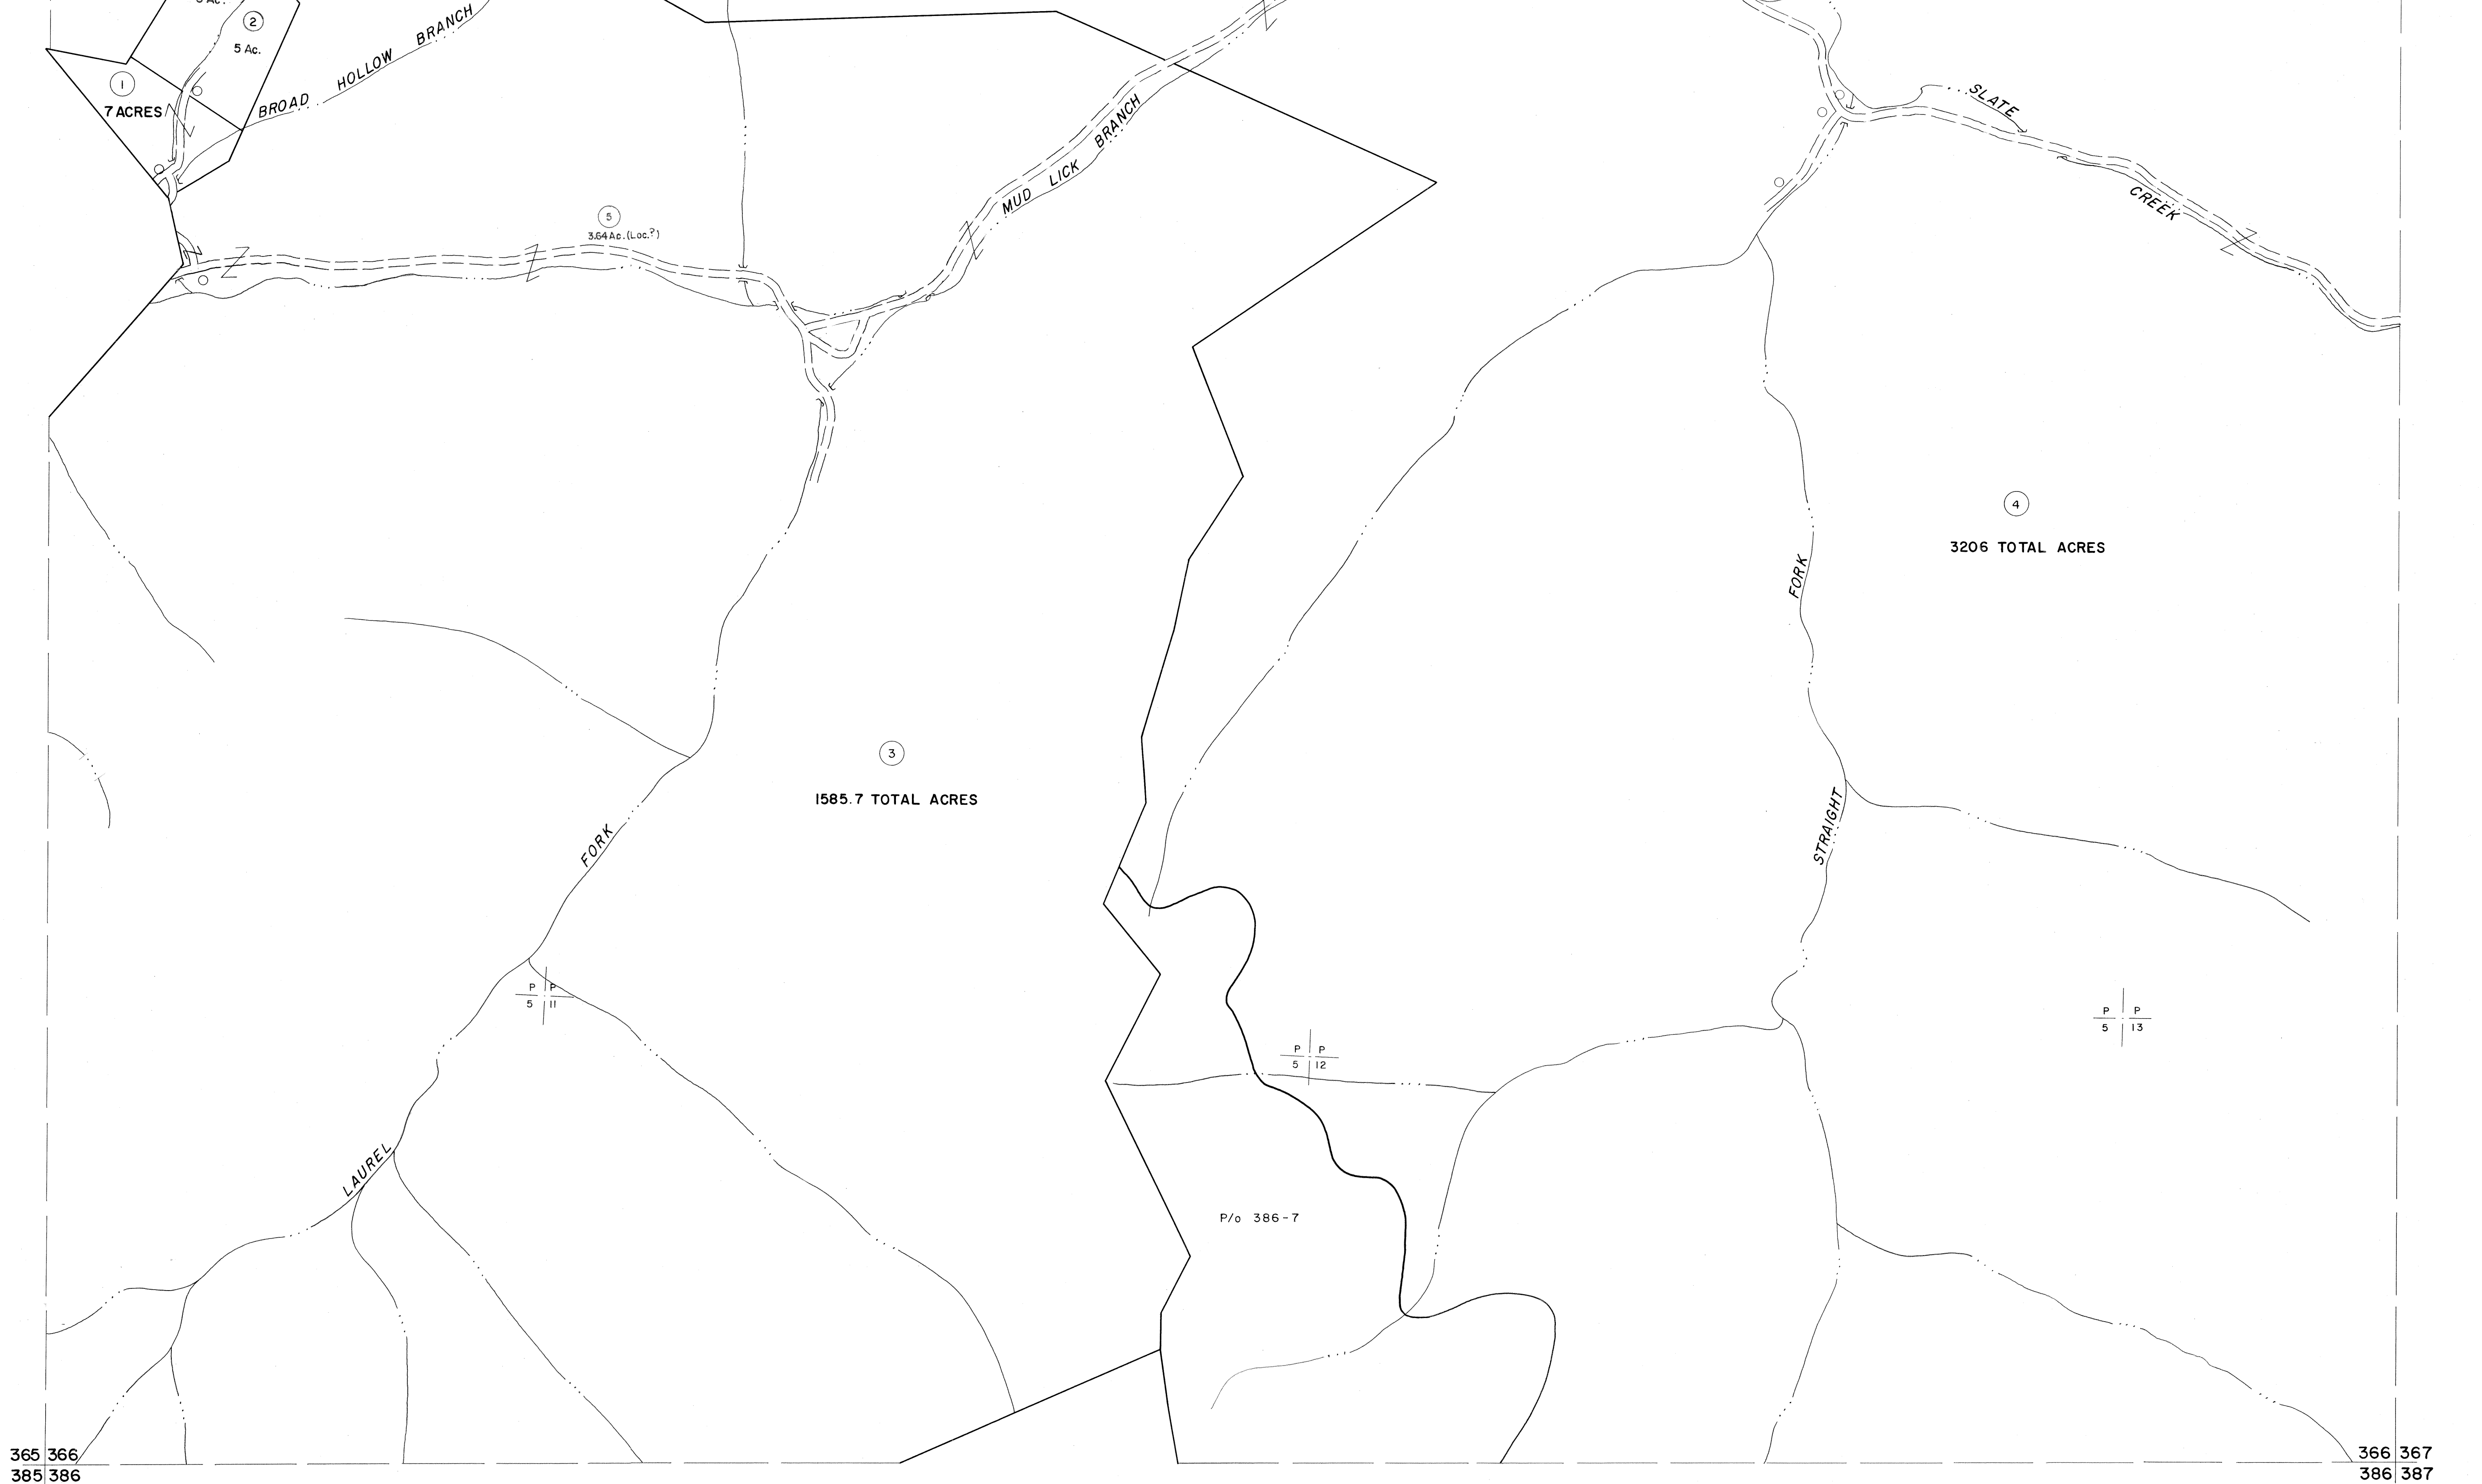 2
5 Ac.
1
7 ACRES
BROAD HOLLOW BRANCH
MUD LICK BRANCH
SLATE CREEK
5
3.64 Ac. (Loc.?)
4
3206 TOTAL ACRES
FORK
STRAIGHT
3
1585.7 TOTAL ACRES
FORK
LAUREL
P P
5 11
P P
5 12
P P
5 13
P/o 386-7
365 366
385 386
366 367
386 387